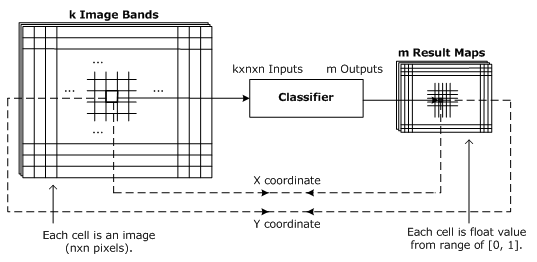 k Image Bands
m Result Maps
kxnxn Inputs
m Outputs
...
...
...
...
Classifier
X coordinate
Y coordinate
Each cell is an image
(nxn pixels).
Each cell is float value
from range of [0, 1].